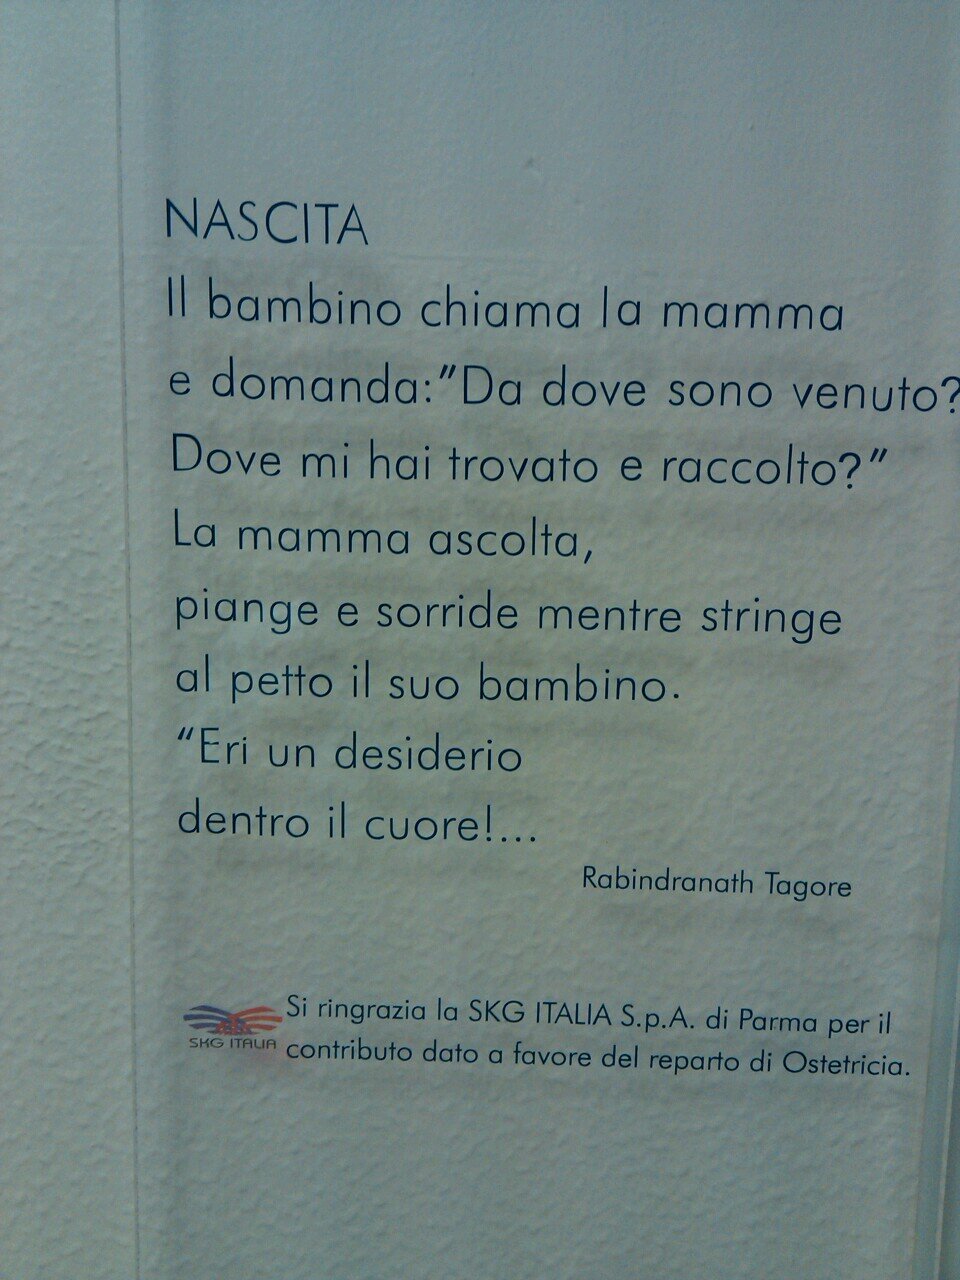 NASCITA
Il bambino chiama la mamma
e domanda:"Da dove sono venuto?
Dove mi hai trovato e raccolto?"
La mamma ascolta,
piange e sorride mentre stringe
al petto il suo bambino.
"Eri un desiderio
dentro il cuore!...
Rabindranath Tagore
Si ringrazia la SKG ITALIA S.p.A. di Parma per il
contributo dato a favore del reparto di Ostetricia.
SKG ITALIA